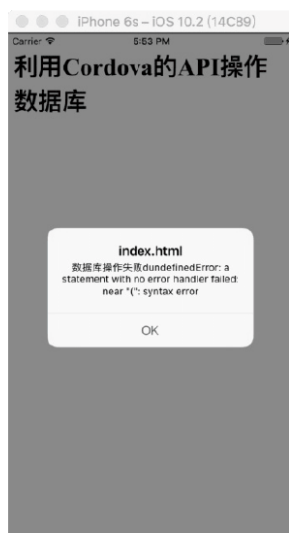 iPhone 6s – iOS 10.2 (14C89)
Carrier 5:53 PM
利用Cordova的API操作
数据库
index.html
数据库操作失败dundefinedError: a
statement with no error handler failed:
near "(": syntax error
OK